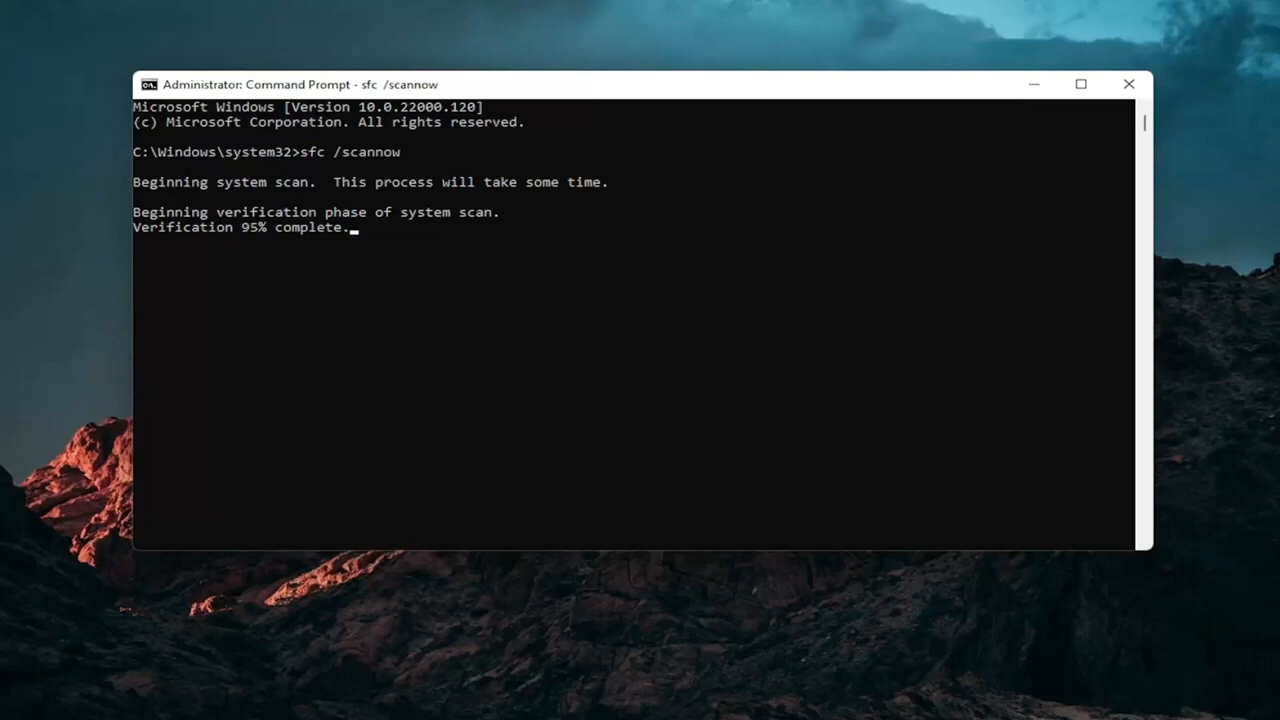 Administrator: Command Prompt - sfc  /scannow
Microsoft Windows [Version 10.0.22000.120]
(c) Microsoft Corporation. All rights reserved.
C:\Windows\system32>sfc /scannow
Beginning system scan.  This process will take some time.
Beginning verification phase of system scan.
Verification 95% complete.